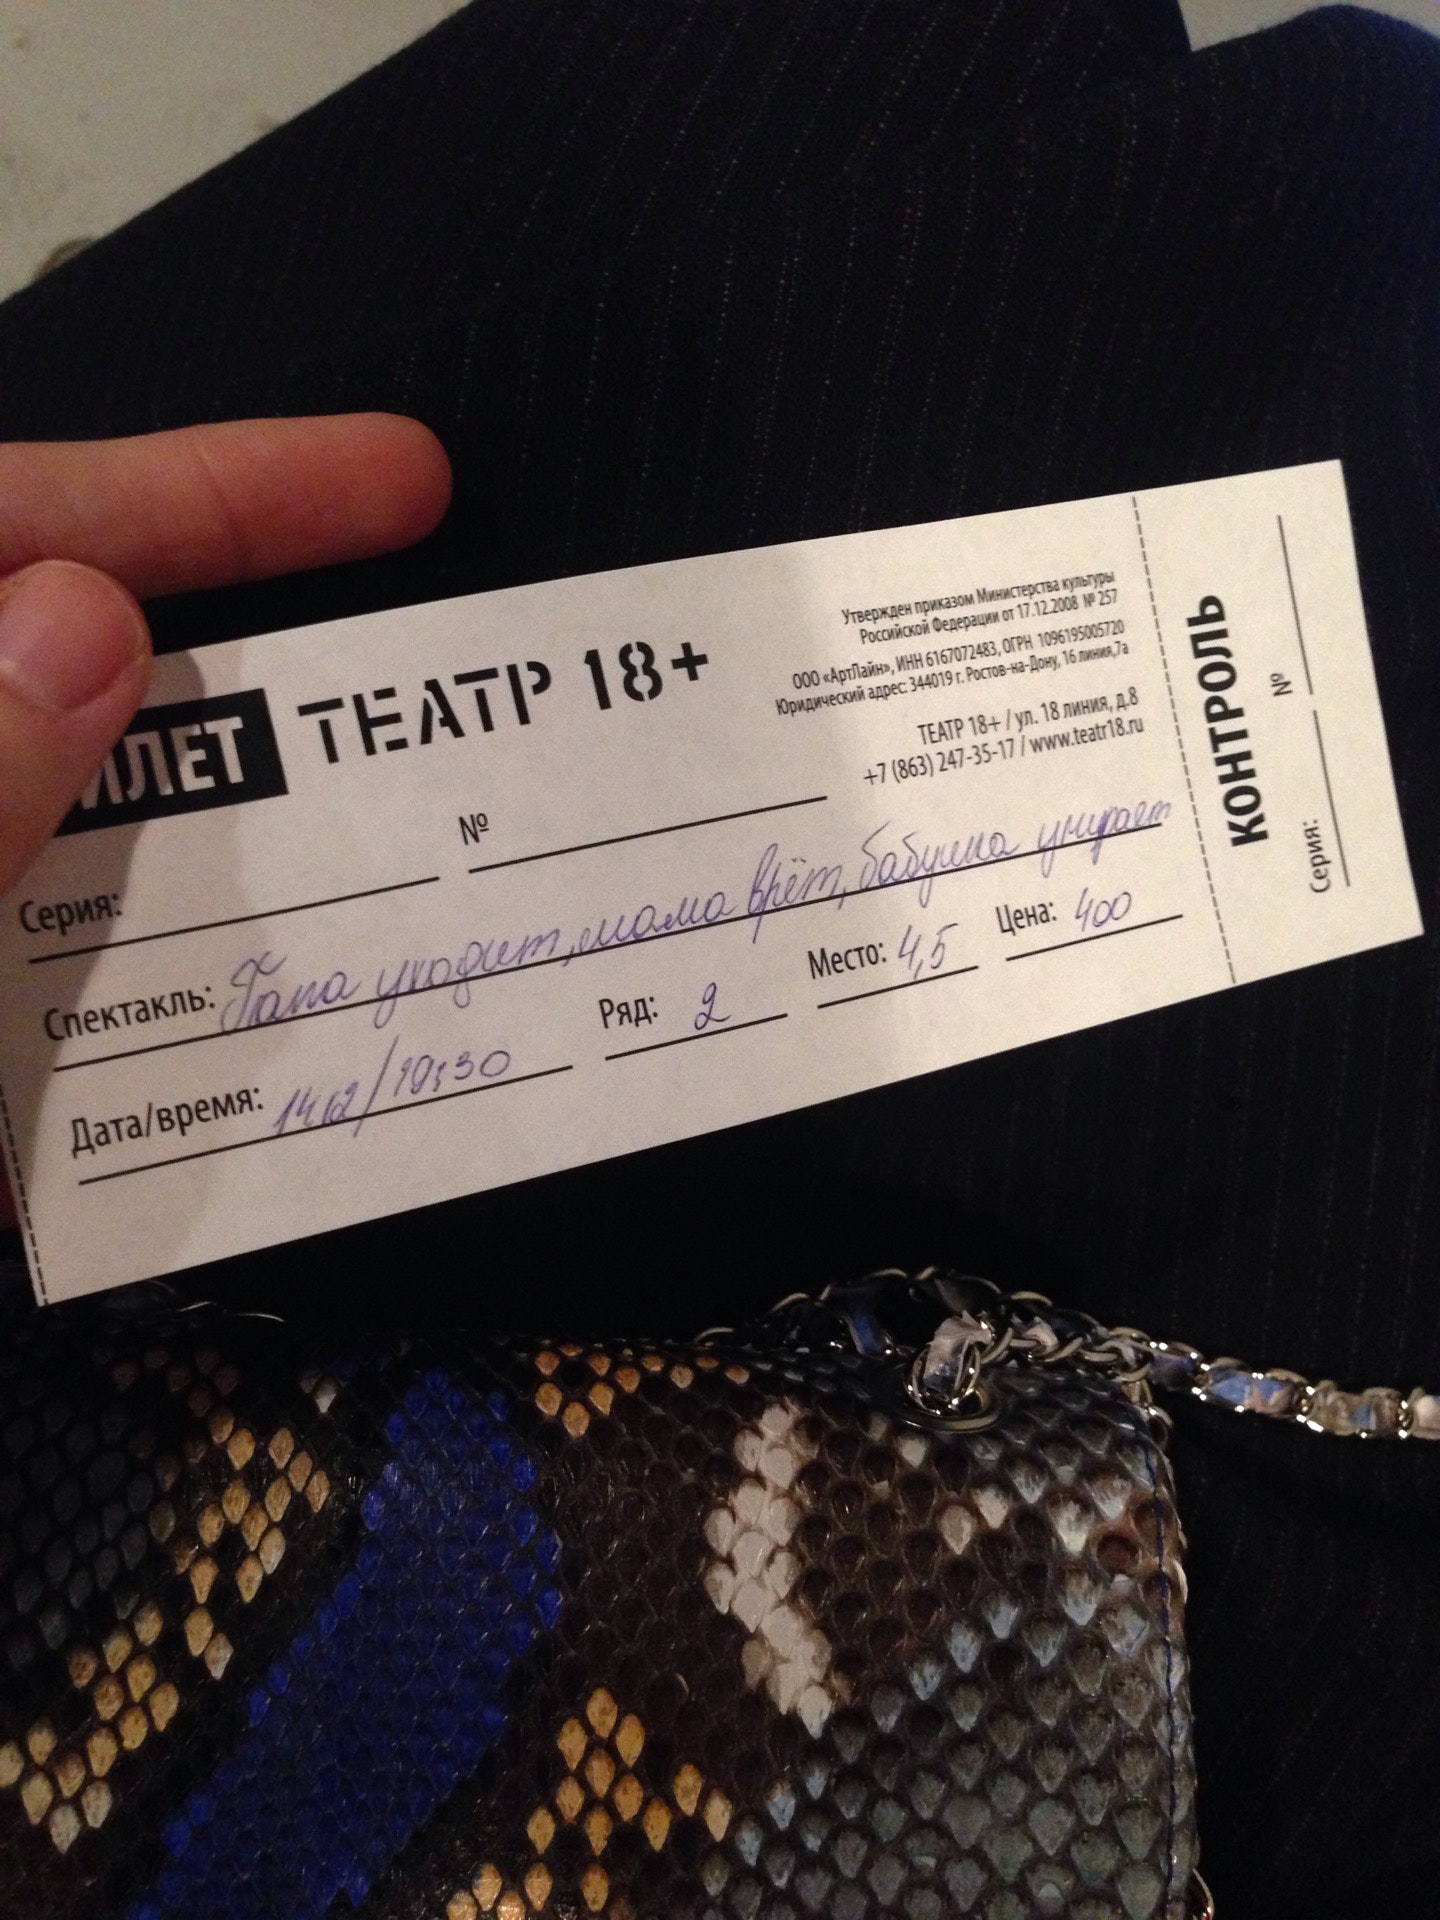 БИЛЕТ ТЕАТР 18+
Утвержден приказом Министерства культуры
Российской Федерации от 17.12.2008 № 257
ООО «АртЛайн», ИНН 6167072483, ОГРН 1096195005720
Юридический адрес: 344019 г. Ростов-на-Дону, 16 линия,7а
ТЕАТР 18+ / ул. 18 линия, д.8
+7 (863) 247-35-17 / www.teatr18.ru
Серия: №
Спектакль: Папа уходит, мама врёт, бабушка умирает
Дата/время: 14 12 / 19:30 Ряд: 2 Место: 4,5 Цена: 400
КОНТРОЛЬ
Серия: №